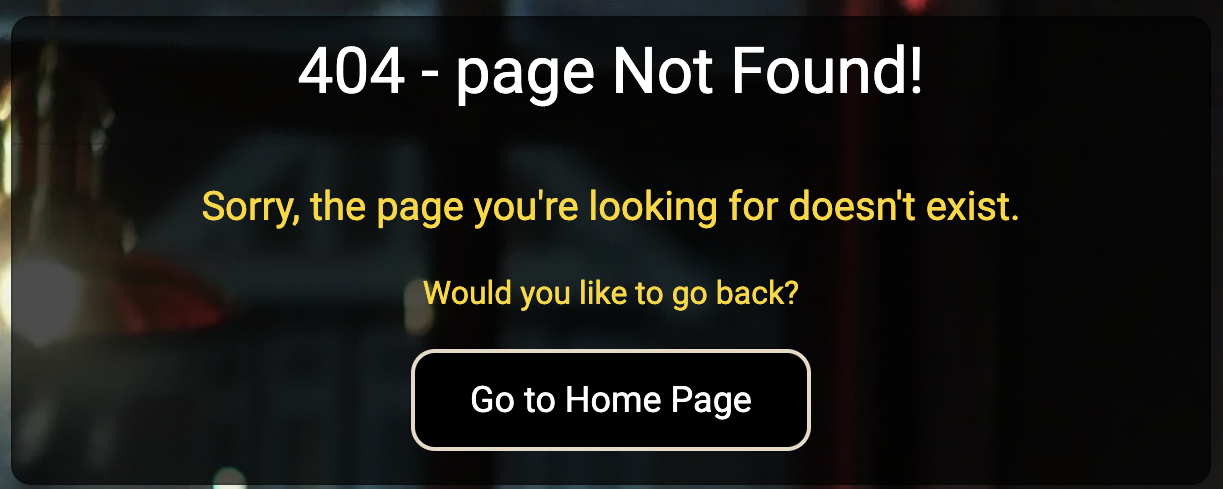 404 - page Not Found!
Sorry, the page you're looking for doesn't exist.
Would you like to go back?
Go to Home Page